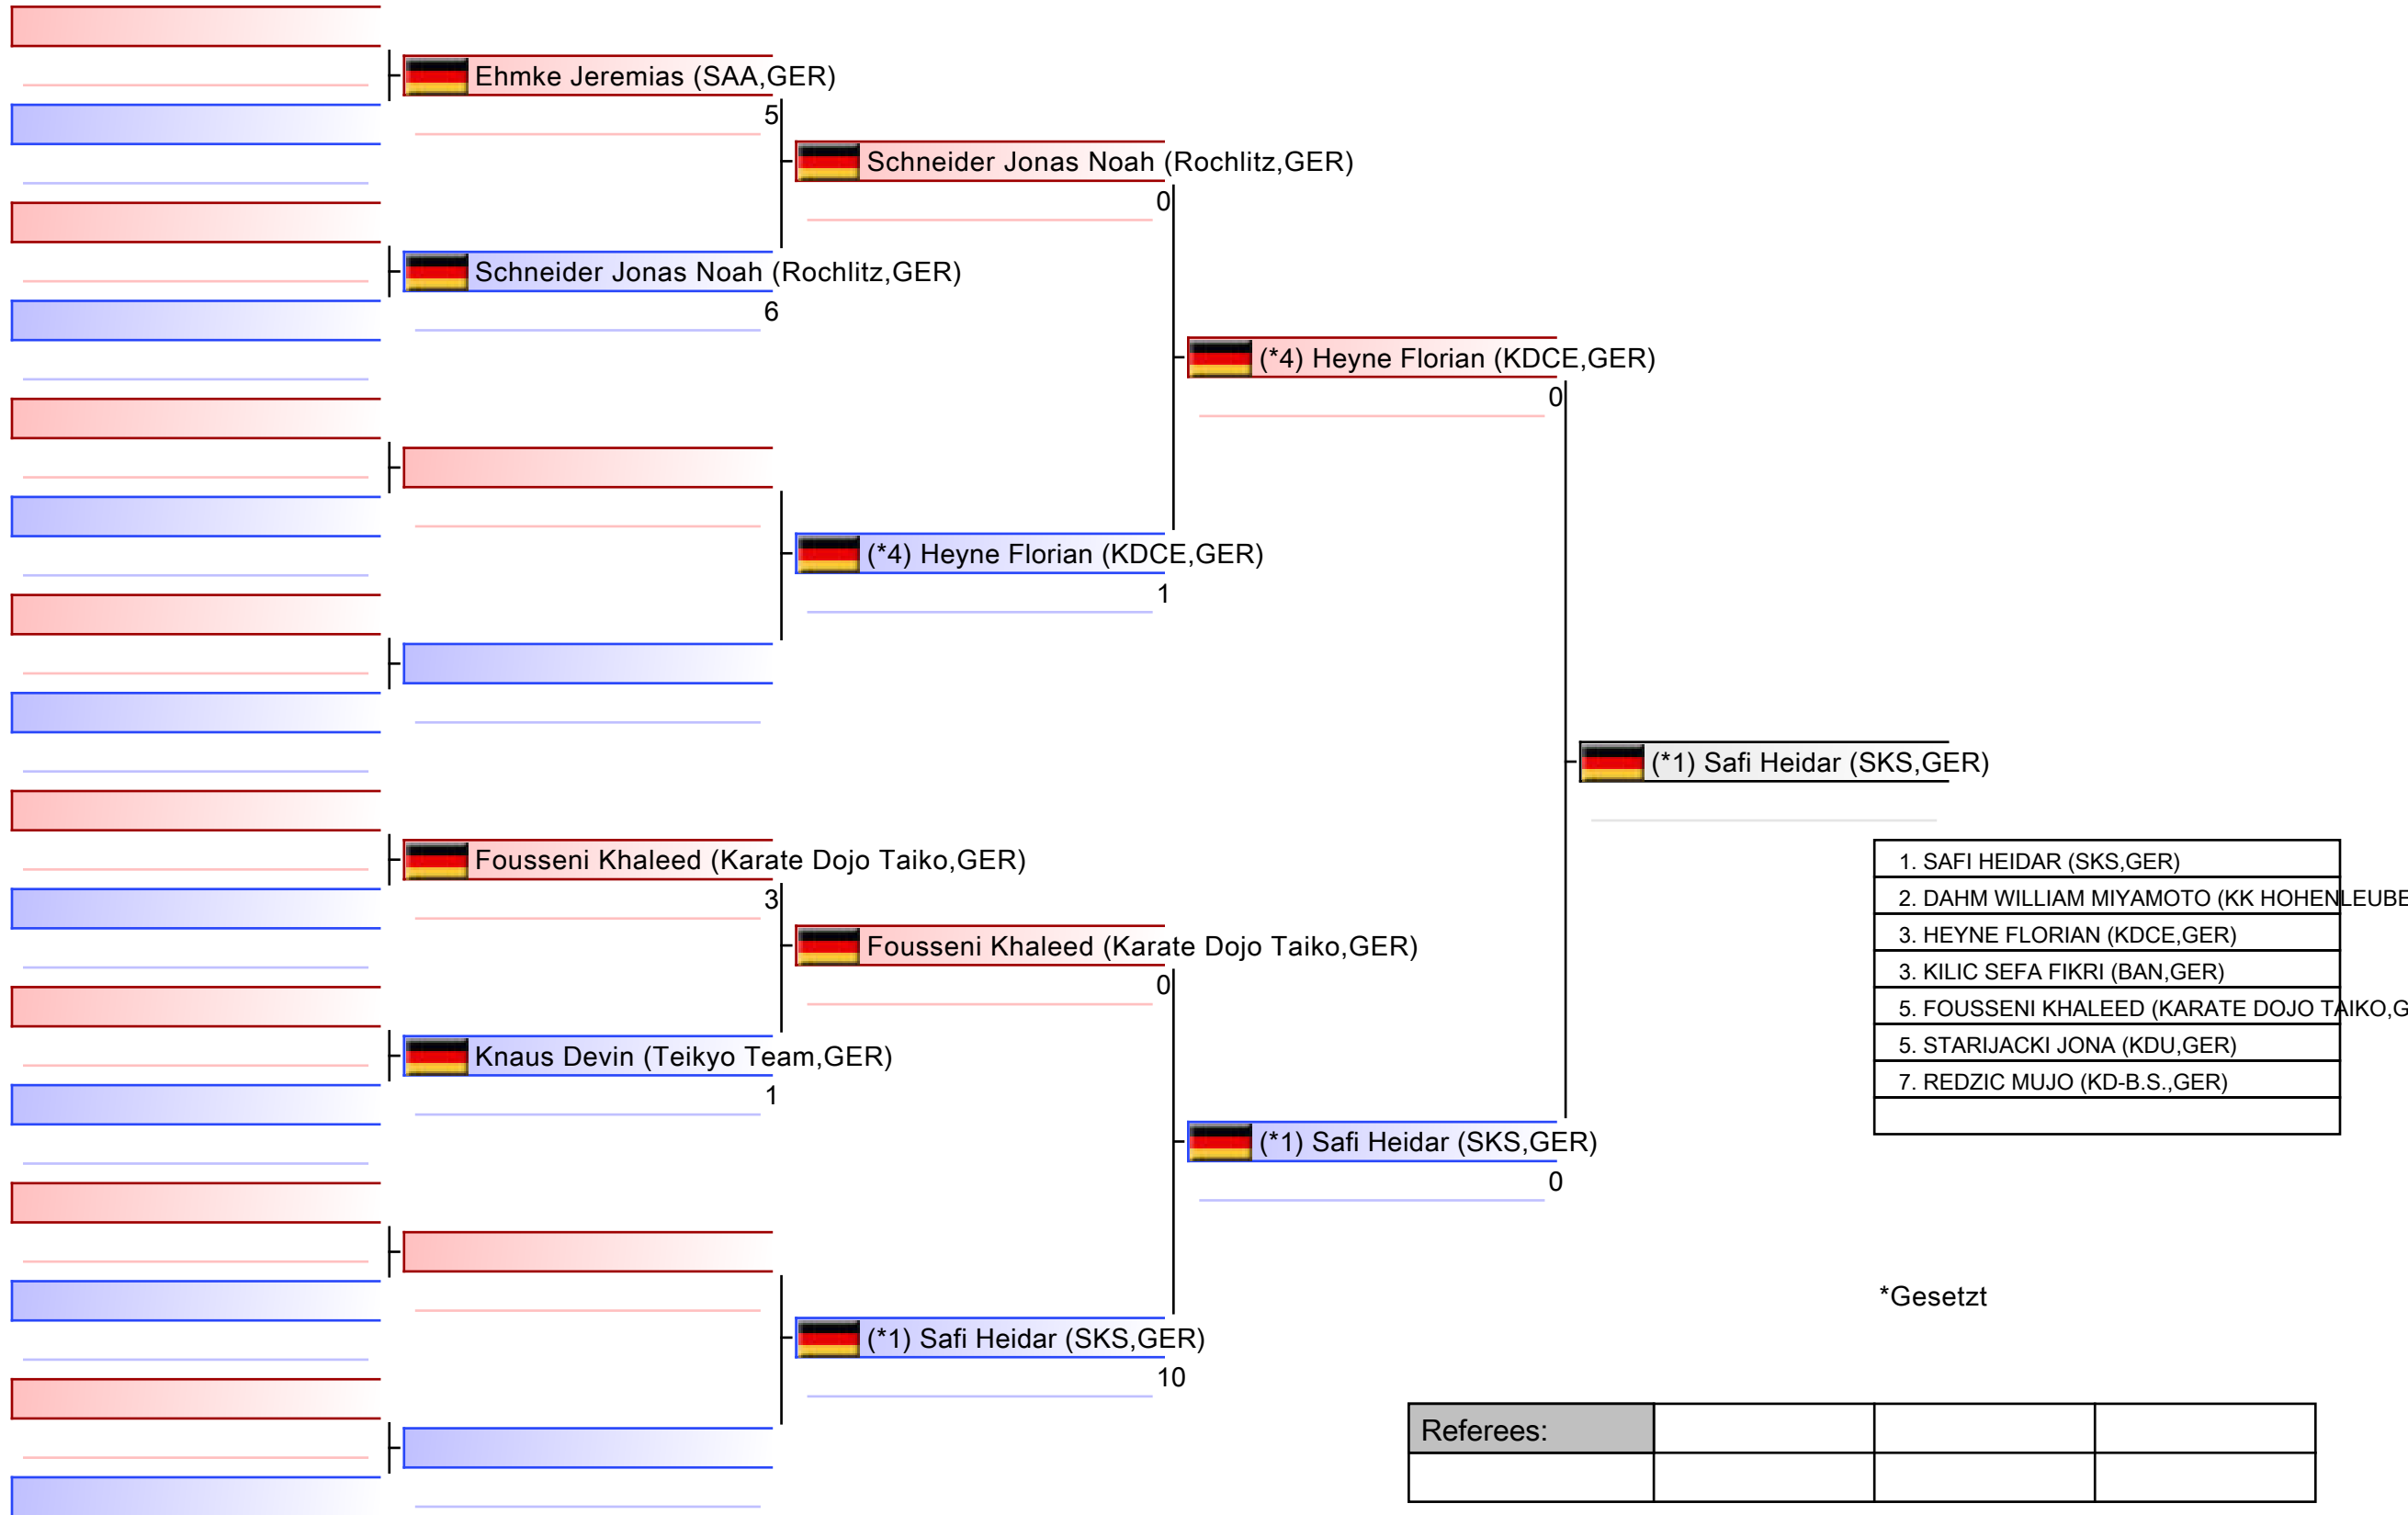 Ehmke Jeremias (SAA,GER)
5
Schneider Jonas Noah (Rochlitz,GER)
0
Schneider Jonas Noah (Rochlitz,GER)
6
(*4) Heyne Florian (KDCE,GER)
0
(*4) Heyne Florian (KDCE,GER)
1
(*1) Safi Heidar (SKS,GER)
Fousseni Khaleed (Karate Dojo Taiko,GER)
3
Fousseni Khaleed (Karate Dojo Taiko,GER)
0
Knaus Devin (Teikyo Team,GER)
1
(*1) Safi Heidar (SKS,GER)
0
(*1) Safi Heidar (SKS,GER)
10
1. SAFI HEIDAR (SKS,GER)
2. DAHM WILLIAM MIYAMOTO (KK HOHENLEUBE
3. HEYNE FLORIAN (KDCE,GER)
3. KILIC SEFA FIKRI (BAN,GER)
5. FOUSSENI KHALEED (KARATE DOJO TAIKO,G
5. STARIJACKI JONA (KDU,GER)
7. REDZIC MUJO (KD-B.S.,GER)
*Gesetzt
Referees: